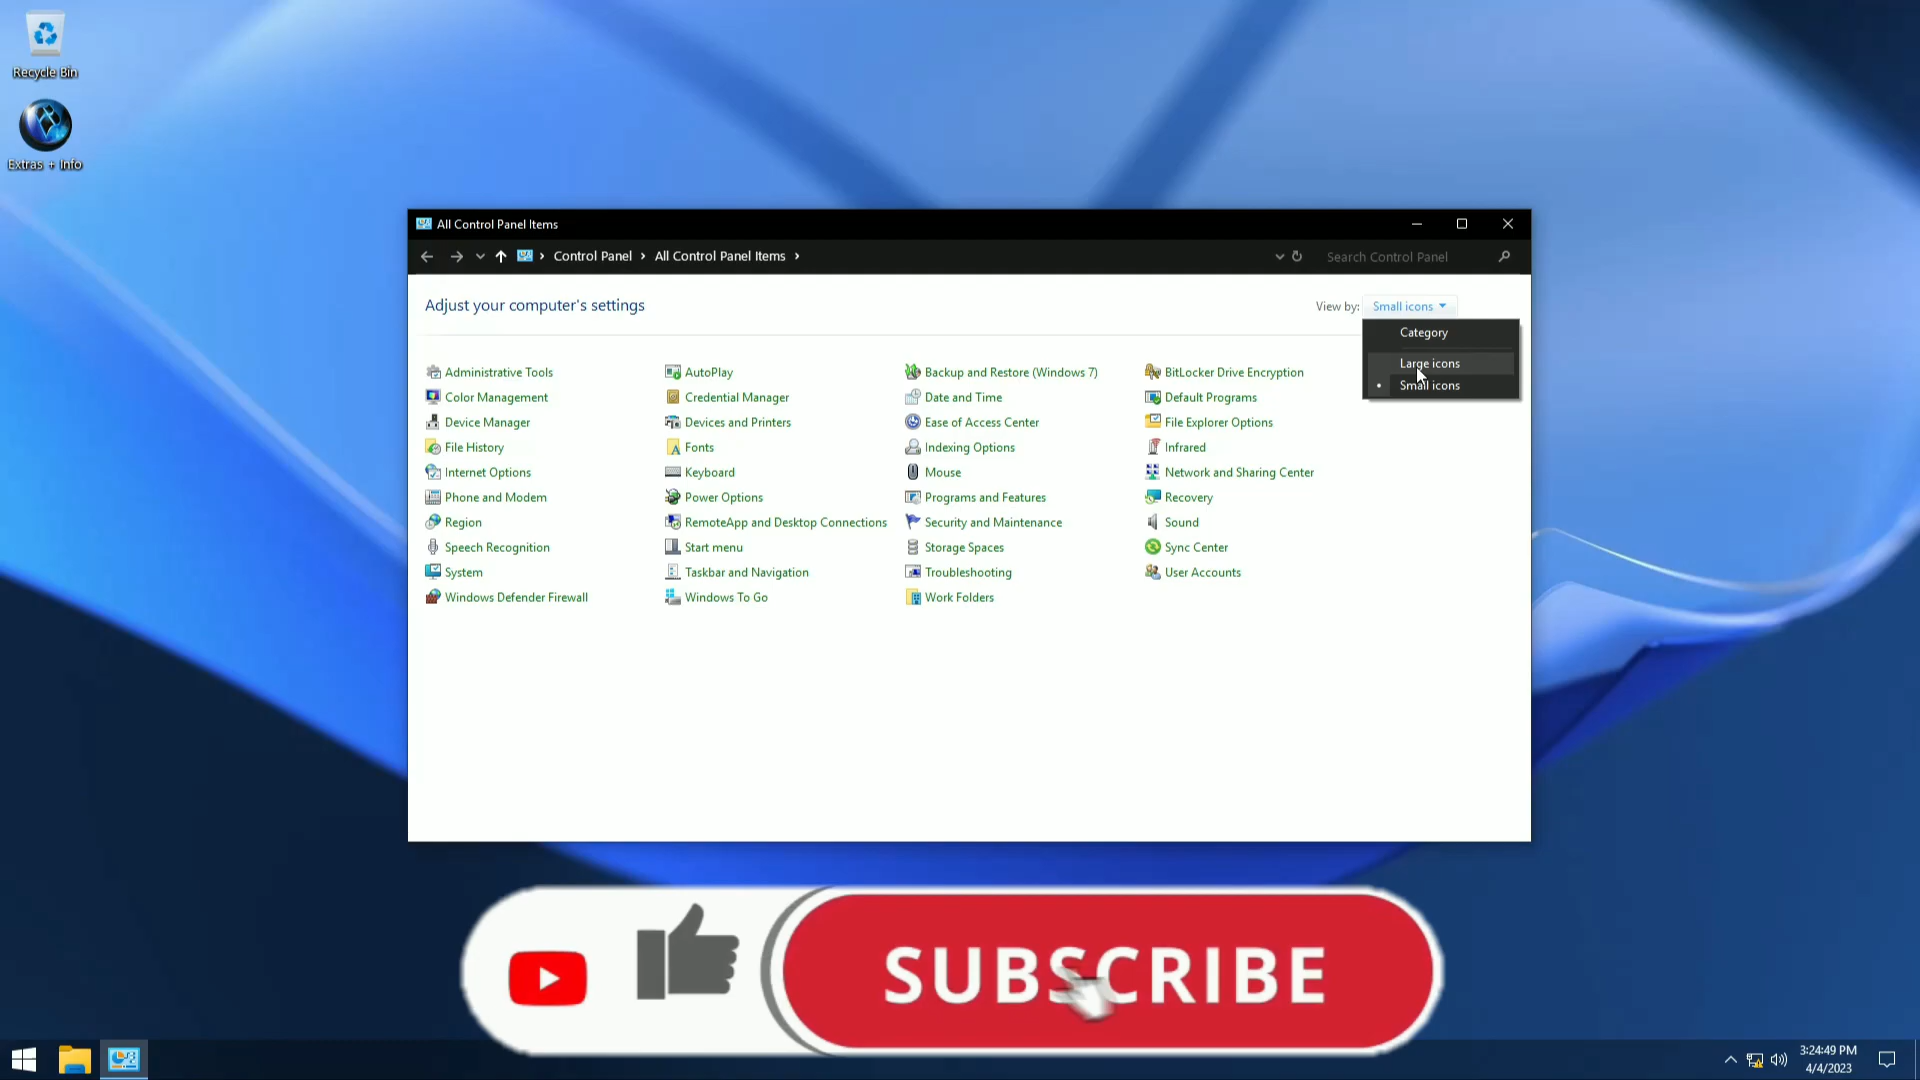 Recycle Bin
Extras + Info
All Control Panel Items
Control Panel > All Control Panel Items >
Search Control Panel
Adjust your computer's settings
View by: Small icons
Category
Large icons
Small icons
Administrative Tools
AutoPlay
Backup and Restore (Windows 7)
BitLocker Drive Encryption
Color Management
Credential Manager
Date and Time
Default Programs
Device Manager
Devices and Printers
Ease of Access Center
File Explorer Options
File History
Fonts
Indexing Options
Infrared
Internet Options
Keyboard
Mouse
Network and Sharing Center
Phone and Modem
Power Options
Programs and Features
Recovery
Region
RemoteApp and Desktop Connections
Security and Maintenance
Sound
Speech Recognition
Start menu
Storage Spaces
Sync Center
System
Taskbar and Navigation
Troubleshooting
User Accounts
Windows Defender Firewall
Windows To Go
Work Folders
SUBSCRIBE
3:24:49 PM
4/4/2023